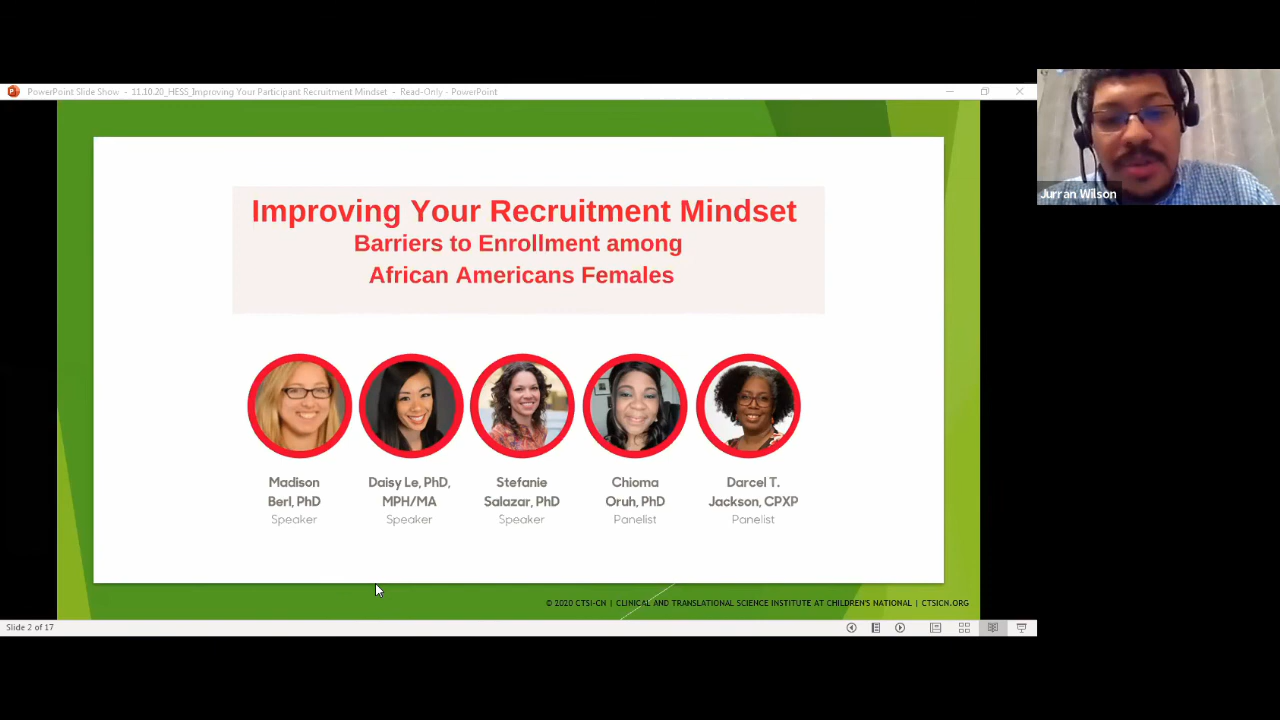 PowerPoint Slide Show - 11.10.20_HESS_Improving Your Participant Recruitment Mindset - Read-Only - PowerPoint
Jurran Wilson
Improving Your Recruitment Mindset
Barriers to Enrollment among
African Americans Females
Madison
Berl, PhD
Speaker
Daisy Le, PhD,
MPH/MA
Speaker
Stefanie
Salazar, PhD
Speaker
Chioma
Oruh, PhD
Panelist
Darcel T.
Jackson, CPXP
Panelist
© 2020 CTSI-CN | CLINICAL AND TRANSLATIONAL SCIENCE INSTITUTE AT CHILDREN'S NATIONAL | CTSICN.ORG
Slide 2 of 17